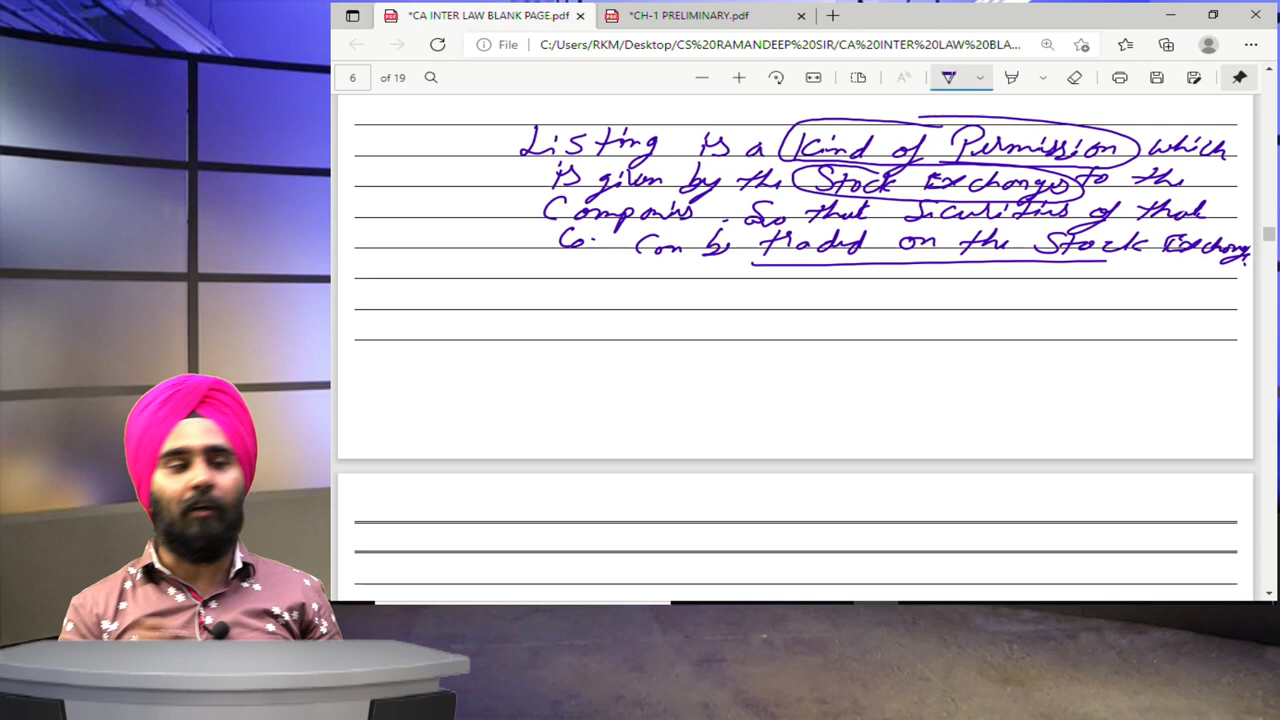 *CA INTER LAW BLANK PAGE.pdf
*CH-1 PRELIMINARY.pdf
File C:/Users/RKM/Desktop/CS%20RAMANDEEP%20SIR/CA%20INTER%20LAW%20BLA...
6 of 19
Listing is a Kind of Permission which
is given by the Stock Exchanges to the
Companies. So that Securities of that
Co. Can be traded on the Stock Exchange.